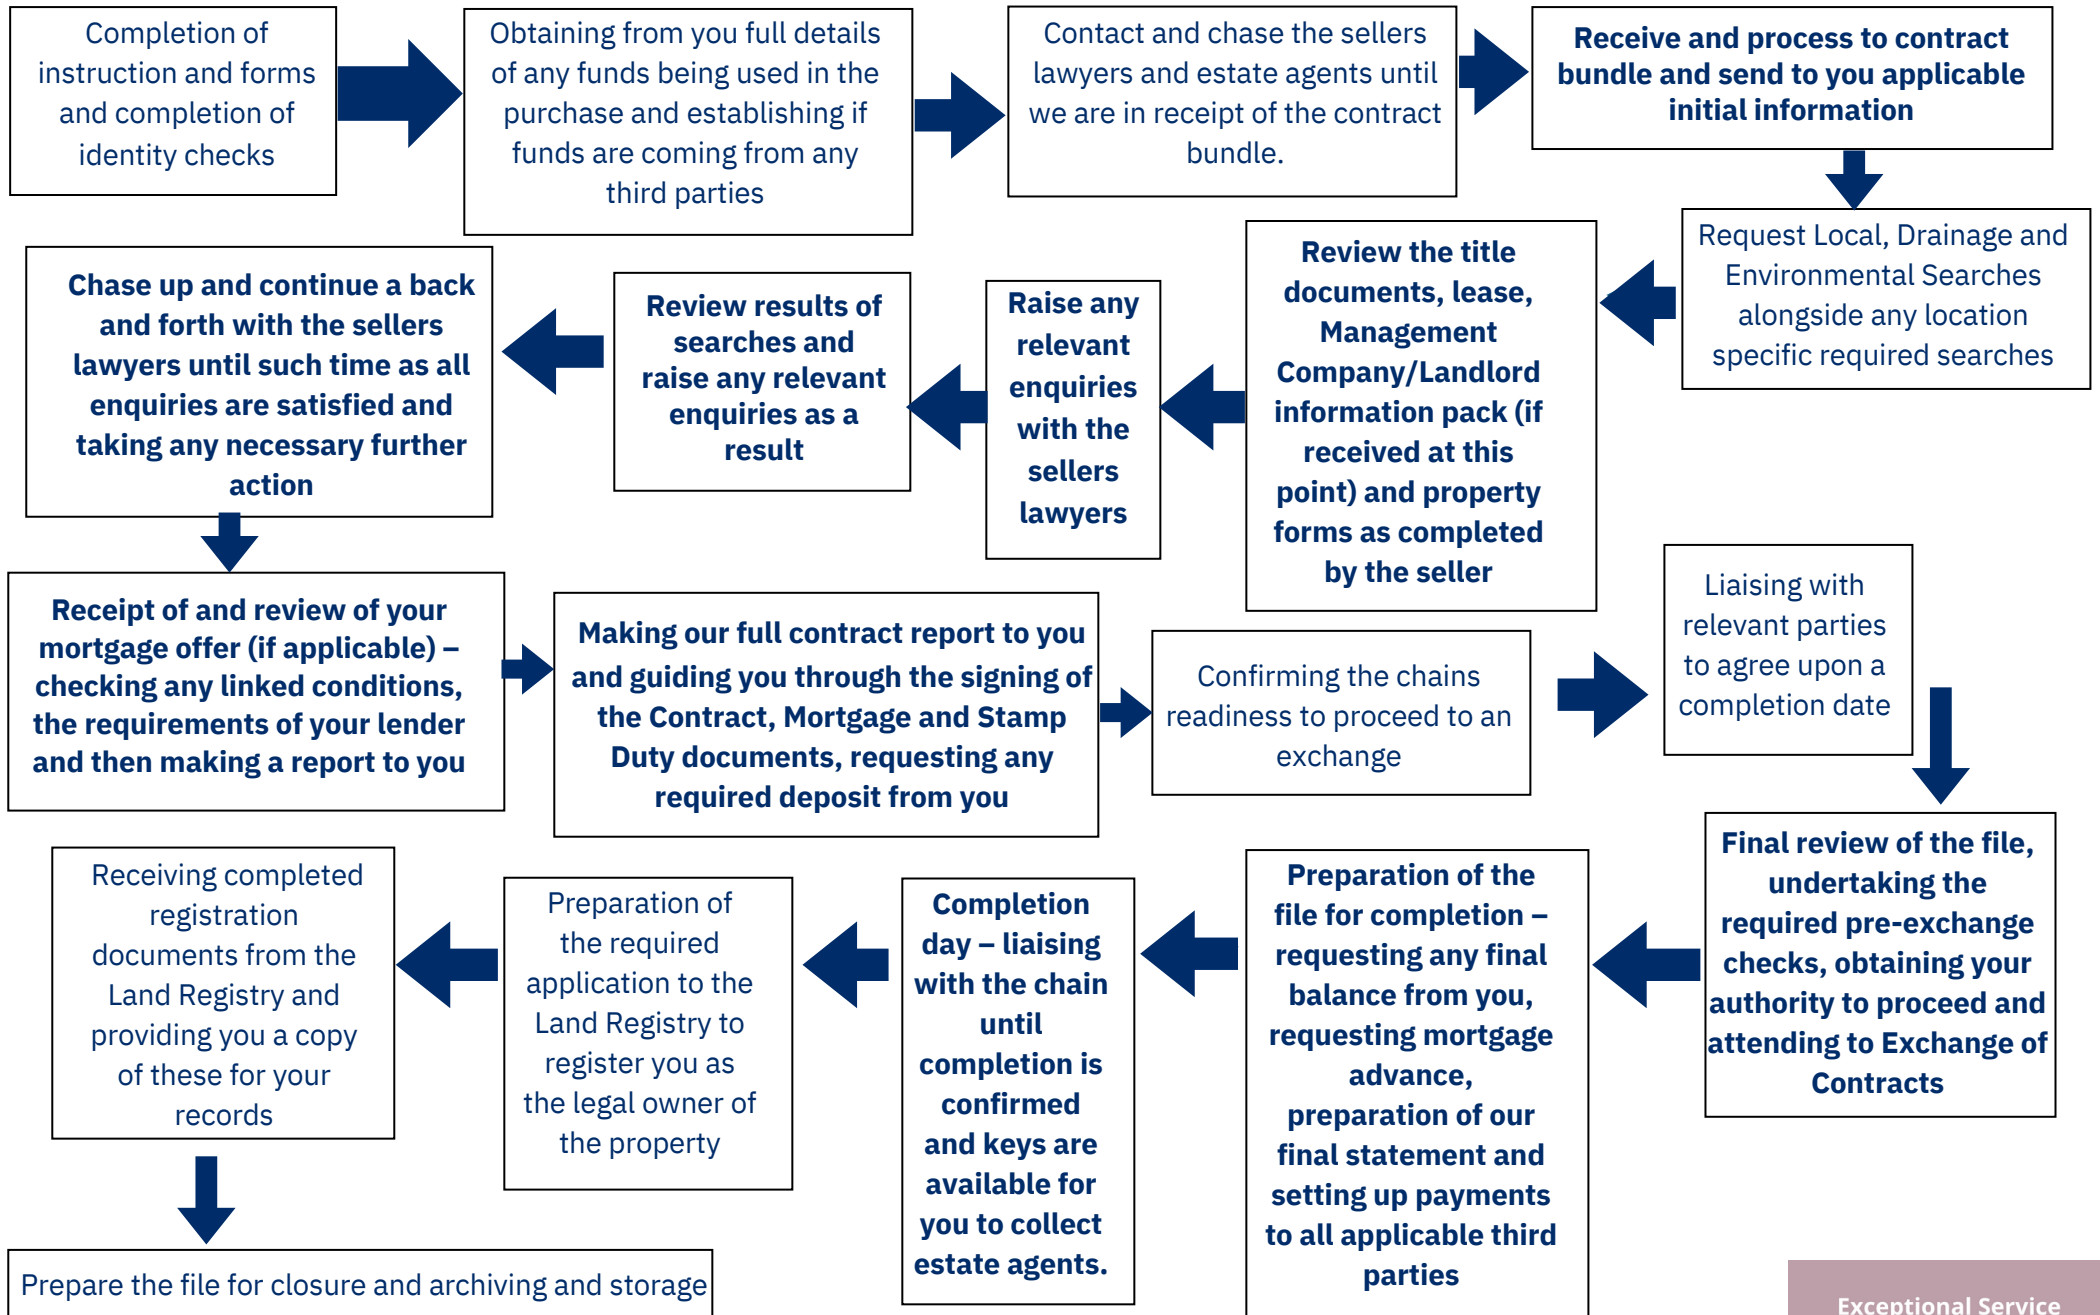 Completion of
instruction and forms
and completion of
identity checks
Obtaining from you full details
of any funds being used in the
purchase and establishing if
funds are coming from any
third parties
Contact and chase the sellers
lawyers and estate agents until
we are in receipt of the contract
bundle.
Receive and process to contract
bundle and send to you applicable
initial information
Request Local, Drainage and
Environmental Searches
alongside any location
specific required searches
Review the title
documents, lease,
Management
Company/Landlord
information pack (if
received at this
point) and property
forms as completed
by the seller
Raise any
relevant
enquiries
with the
sellers
lawyers
Review results of
searches and
raise any relevant
enquiries as a
result
Chase up and continue a back
and forth with the sellers
lawyers until such time as all
enquiries are satisfied and
taking any necessary further
action
Receipt of and review of your
mortgage offer (if applicable) –
checking any linked conditions,
the requirements of your lender
and then making a report to you
Making our full contract report to you
and guiding you through the signing of
the Contract, Mortgage and Stamp
Duty documents, requesting any
required deposit from you
Confirming the chains
readiness to proceed to an
exchange
Liaising with
relevant parties
to agree upon a
completion date
Final review of the file,
undertaking the
required pre-exchange
checks, obtaining your
authority to proceed and
attending to Exchange of
Contracts
Preparation of the
file for completion –
requesting any final
balance from you,
requesting mortgage
advance,
preparation of our
final statement and
setting up payments
to all applicable third
parties
Completion
day – liaising
with the chain
until
completion is
confirmed
and keys are
available for
you to collect
estate agents.
Preparation of
the required
application to the
Land Registry to
register you as
the legal owner of
the property
Receiving completed
registration
documents from the
Land Registry and
providing you a copy
of these for your
records
Prepare the file for closure and archiving and storage
Exceptional Service